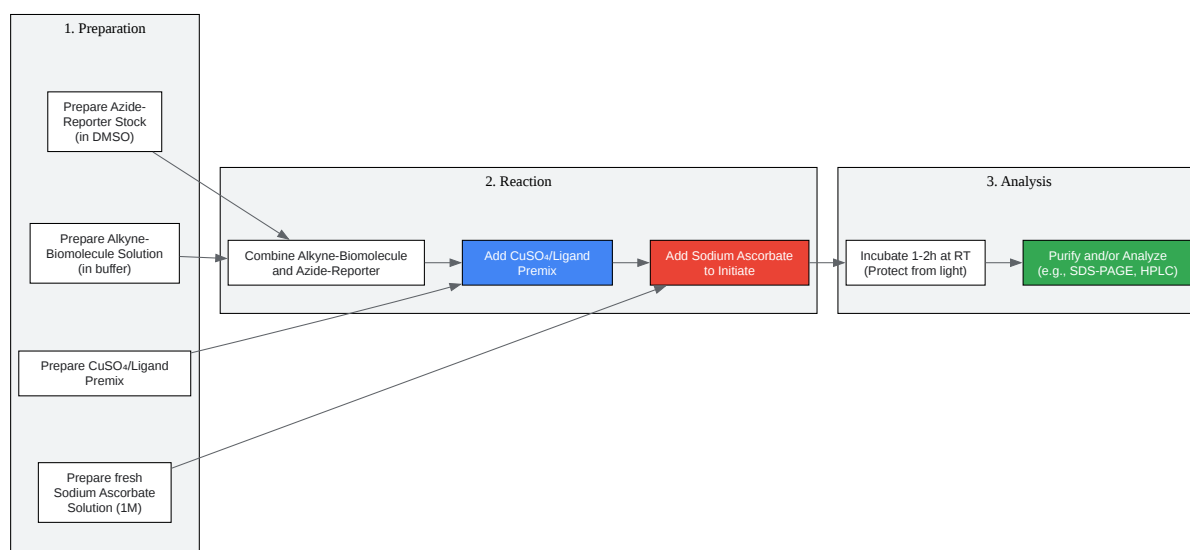 1. Preparation
Prepare Azide-
Reporter Stock
(in DMSO)
Prepare Alkyne-
Biomolecule Solution
(in buffer)
Prepare CuSO₄/Ligand
Premix
Prepare fresh
Sodium Ascorbate
Solution (1M)
2. Reaction
Combine Alkyne-Biomolecule
and Azide-Reporter
Add CuSO₄/Ligand
Premix
Add Sodium Ascorbate
to Initiate
3. Analysis
Incubate 1-2h at RT
(Protect from light)
Purify and/or Analyze
(e.g., SDS-PAGE, HPLC)